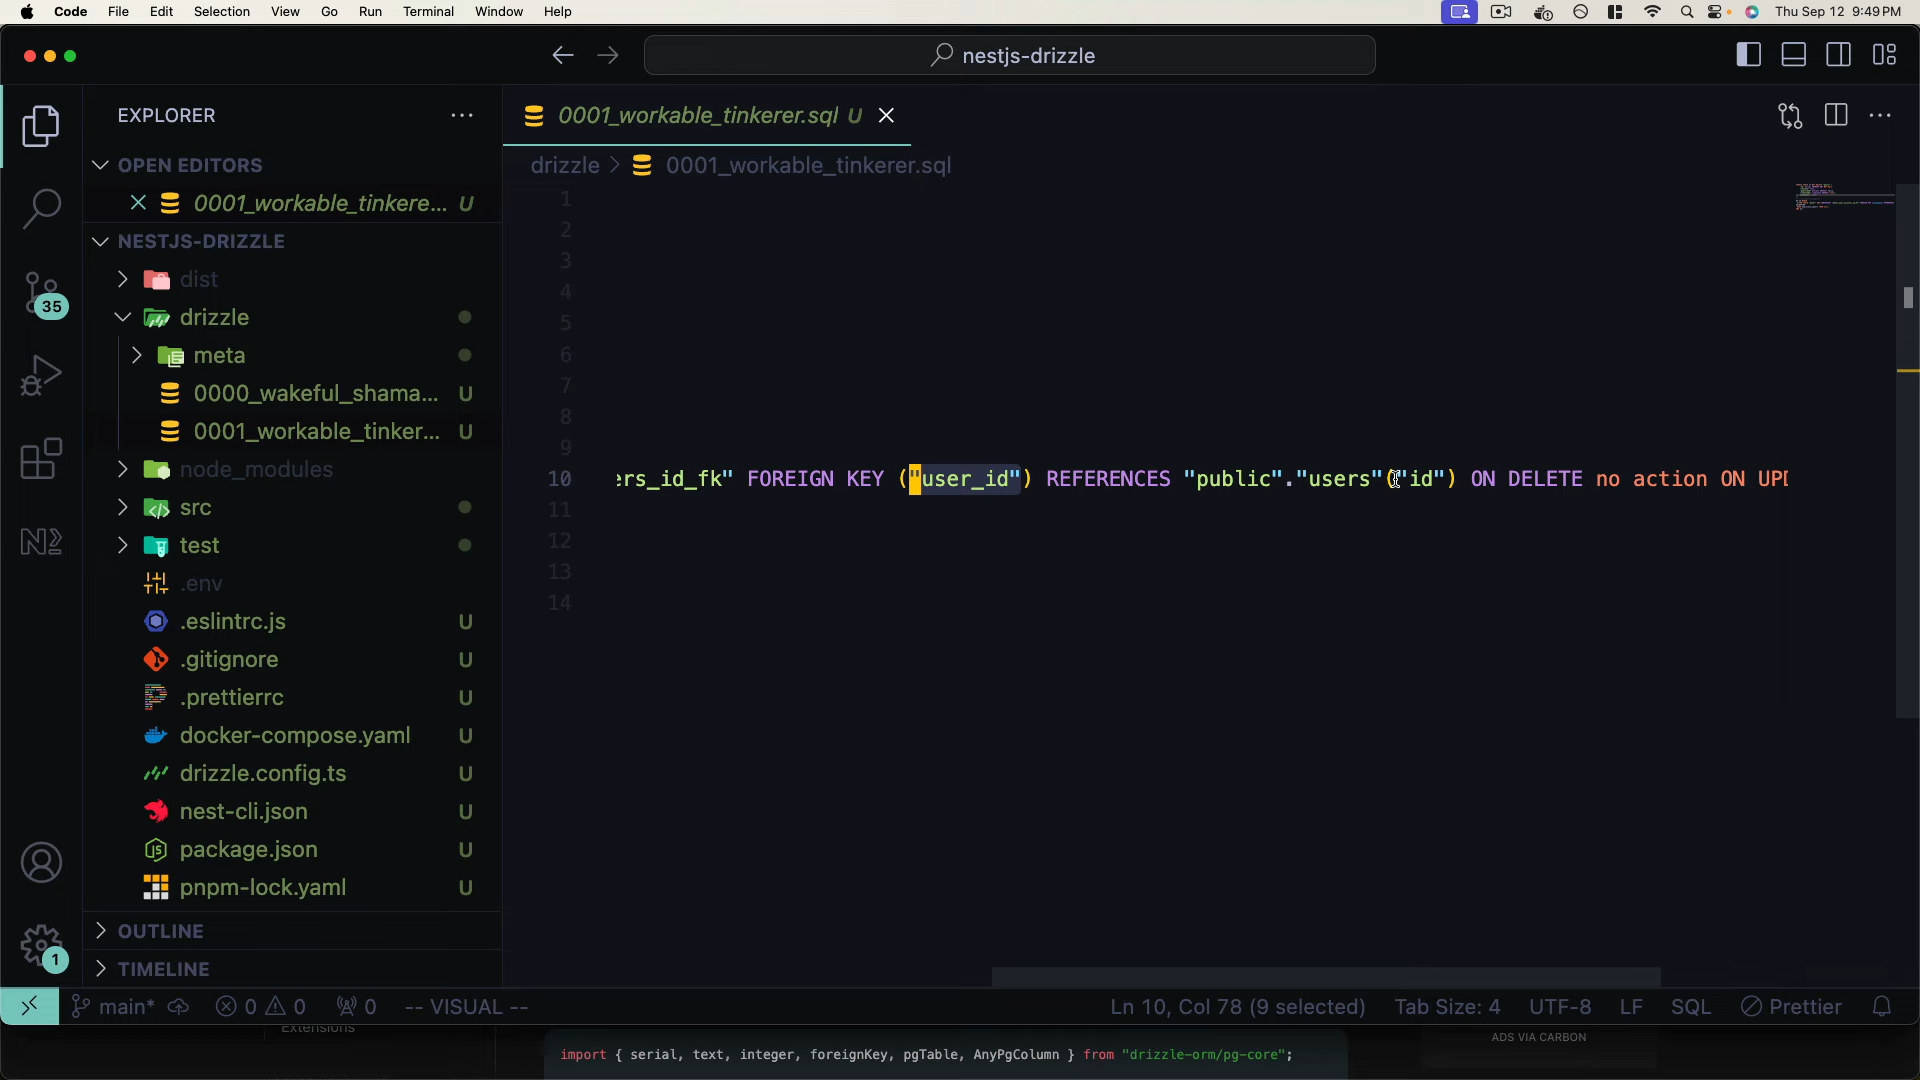 Code File Edit Selection View Go Run Terminal Window Help Thu Sep 12 9:49 PM
nestjs-drizzle
EXPLORER
0001_workable_tinkerer.sql U
OPEN EDITORS
drizzle > 0001_workable_tinkerer.sql
0001_workable_tinkere... U
NESTJS-DRIZZLE
dist
drizzle
meta
0000_wakeful_shama... U
0001_workable_tinker... U
node_modules
src
test
.env
.eslintrc.js U
.gitignore U
.prettierrc U
docker-compose.yaml U
drizzle.config.ts U
nest-cli.json U
package.json U
pnpm-lock.yaml U
OUTLINE
TIMELINE
35
1
1
2
3
4
5
6
7
8
9
10 ers_id_fk" FOREIGN KEY ("user_id") REFERENCES "public"."users"("id") ON DELETE no action ON UPD
11
12
13
14
main* 0 0 0 -- VISUAL -- Ln 10, Col 78 (9 selected) Tab Size: 4 UTF-8 LF SQL Prettier
Extensions
ADS VIA CARBON
import { serial, text, integer, foreignKey, pgTable, AnyPgColumn } from "drizzle-orm/pg-core";